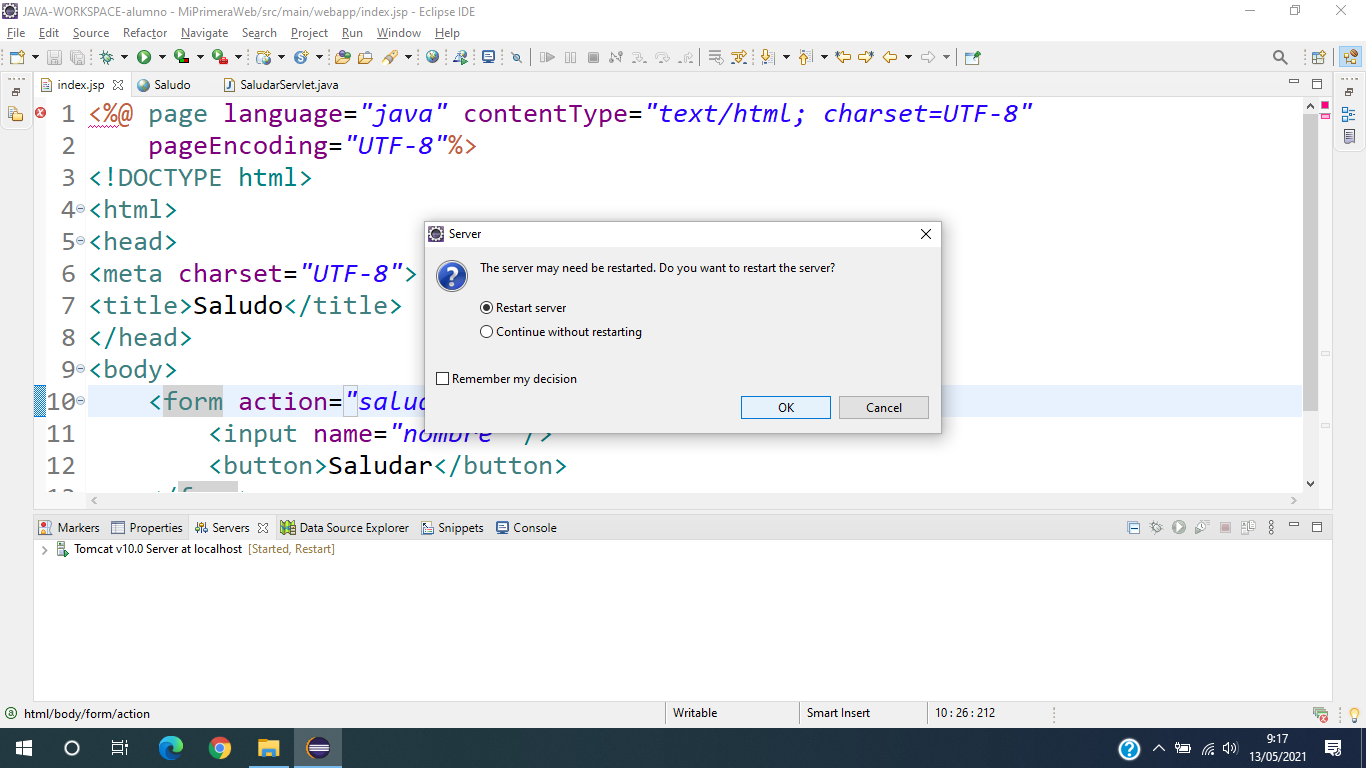 JAVA-WORKSPACE-alumno - MiPrimeraWeb/src/main/webapp/index.jsp - Eclipse IDE
File Edit Source Refactor Navigate Search Project Run Window Help
index.jsp Saludo SaludarServlet.java
1 <%@ page language="java" contentType="text/html; charset=UTF-8"
2 pageEncoding="UTF-8"%>
3 <!DOCTYPE html>
4 <html>
5 <head>
6 <meta charset="UTF-8">
7 <title>Saludo</title>
8 </head>
9 <body>
10 <form action="salud
11 <input name="nombre" />
12 <button>Saludar</button>
Server
The server may need be restarted. Do you want to restart the server?
Restart server
Continue without restarting
Remember my decision
OK Cancel
Markers Properties Servers Data Source Explorer Snippets Console
Tomcat v10.0 Server at localhost [Started, Restart]
html/body/form/action Writable Smart Insert 10 : 26 : 212
9:17
13/05/2021